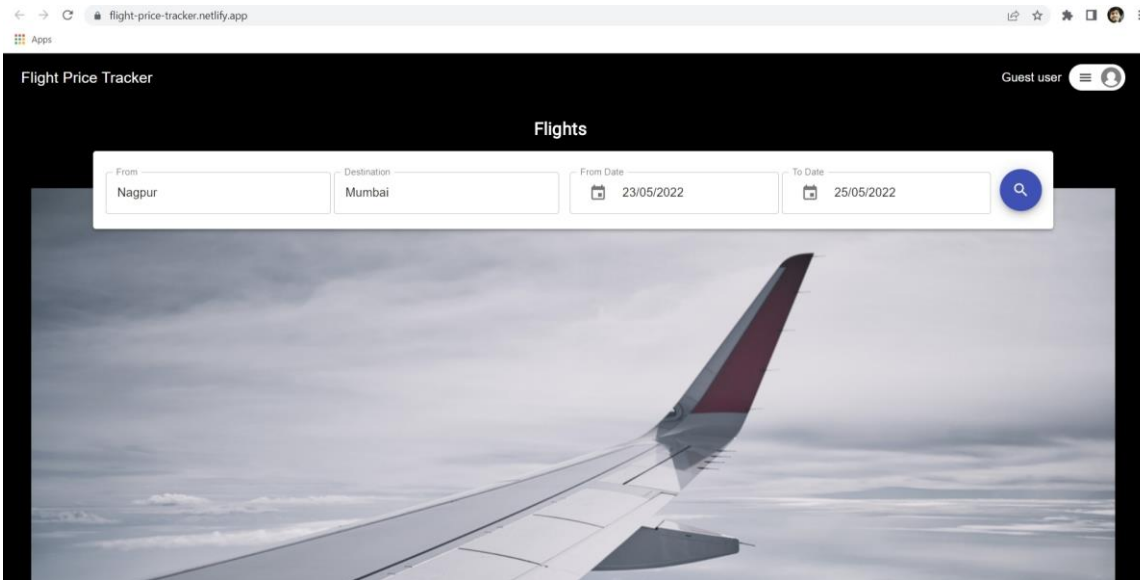 flight-price-tracker.netlify.app
Apps
Flight Price Tracker
Guest user
Flights
From
Nagpur
Destination
Mumbai
From Date
23/05/2022
To Date
25/05/2022